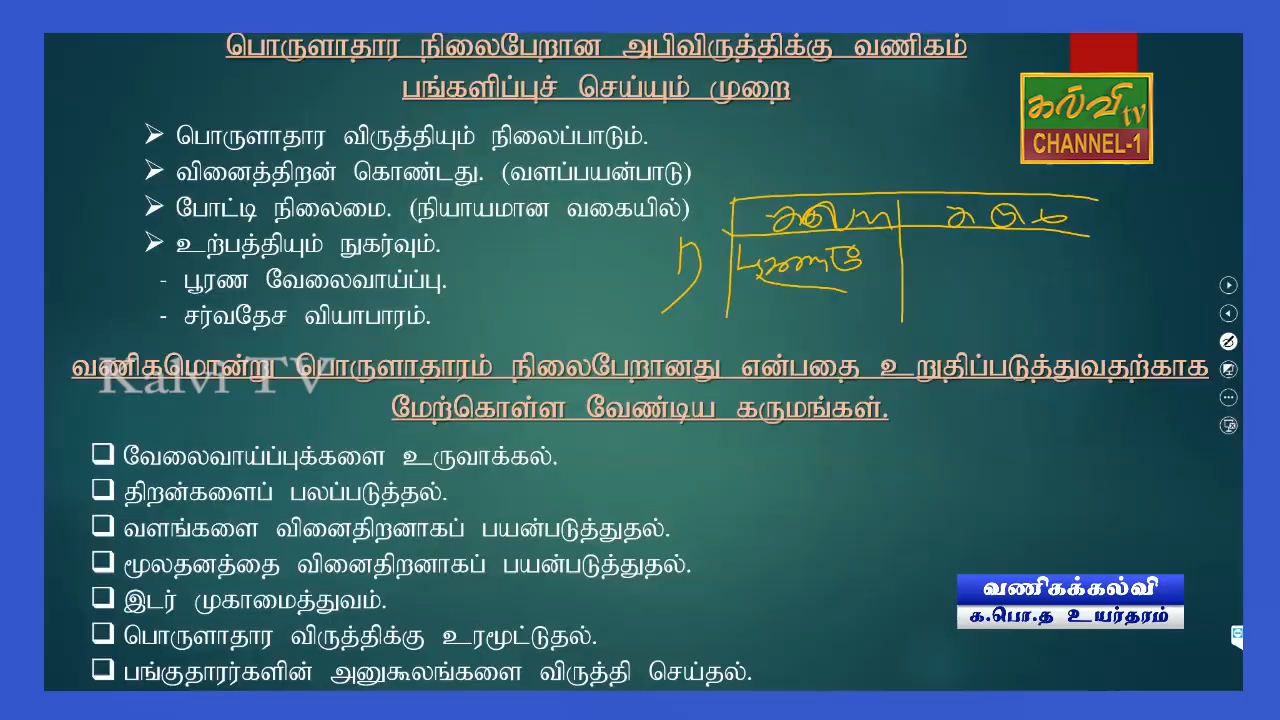 பொருளாதார நிலைபேறான அபிவிருத்திக்கு வணிகம்
பங்களிப்புச் செய்யும் முறை
பொருளாதார விருத்தியும் நிலைப்பாடும்.
வினைத்திறன் கொண்டது. (வளப்பயன்பாடு)
போட்டி நிலைமை. (நியாயமான வகையில்)
உற்பத்தியும் நுகர்வும்.
- பூரண வேலைவாய்ப்பு.
- சர்வதேச வியாபாரம்.
வணிகமொன்று பொருளாதாரம் நிலைபேறானது என்பதை உறுதிப்படுத்துவதற்காக
மேற்கொள்ள வேண்டிய கருமங்கள்.
வேலைவாய்ப்புக்களை உருவாக்கல்.
திறன்களைப் பலப்படுத்தல்.
வளங்களை வினைதிறனாகப் பயன்படுத்துதல்.
மூலதனத்தை வினைதிறனாகப் பயன்படுத்துதல்.
இடர் முகாமைத்துவம்.
பொருளாதார விருத்திக்கு உரமூட்டுதல்.
பங்குதாரர்களின் அனுகூலங்களை விருத்தி செய்தல்.
கல்வி tv
CHANNEL-1
Kalvi TV
வணிகக்கல்வி
க.பொ.த உயர்தரம்